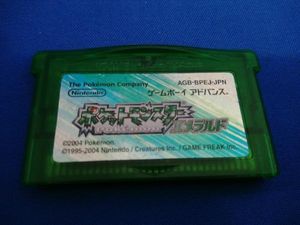 The Pokémon Company
AGB-BPEJ-JPN
Nintendo
ゲームボーイ アドバンス
ポケットモンスター
エメラルド
©2004 Pokémon.
©1995-2004 Nintendo / Creatures Inc. / GAME FREAK Inc.